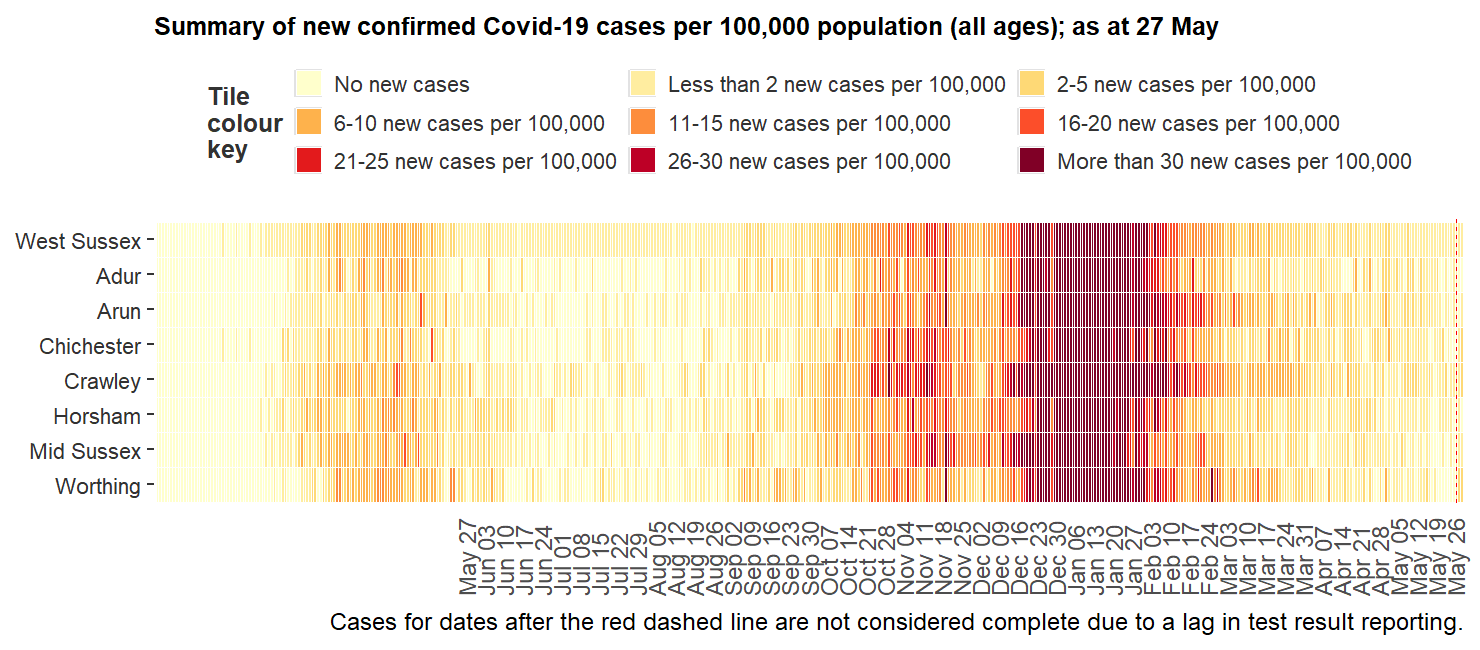 Summary of new confirmed Covid-19 cases per 100,000 population (all ages); as at 27 May
Tile
colour
key
No new cases
Less than 2 new cases per 100,000
2-5 new cases per 100,000
6-10 new cases per 100,000
11-15 new cases per 100,000
16-20 new cases per 100,000
21-25 new cases per 100,000
26-30 new cases per 100,000
More than 30 new cases per 100,000
West Sussex
Adur
Arun
Chichester
Crawley
Horsham
Mid Sussex
Worthing
May 27
Jun 03
Jun 10
Jun 17
Jun 24
Jul 01
Jul 08
Jul 15
Jul 22
Jul 29
Aug 05
Aug 12
Aug 19
Aug 26
Sep 02
Sep 09
Sep 16
Sep 23
Sep 30
Oct 07
Oct 14
Oct 21
Oct 28
Nov 04
Nov 11
Nov 18
Nov 25
Dec 02
Dec 09
Dec 16
Dec 23
Dec 30
Jan 06
Jan 13
Jan 20
Jan 27
Feb 03
Feb 10
Feb 17
Feb 24
Mar 03
Mar 10
Mar 17
Mar 24
Mar 31
Apr 07
Apr 14
Apr 21
Apr 28
May 05
May 12
May 19
May 26
Cases for dates after the red dashed line are not considered complete due to a lag in test result reporting.